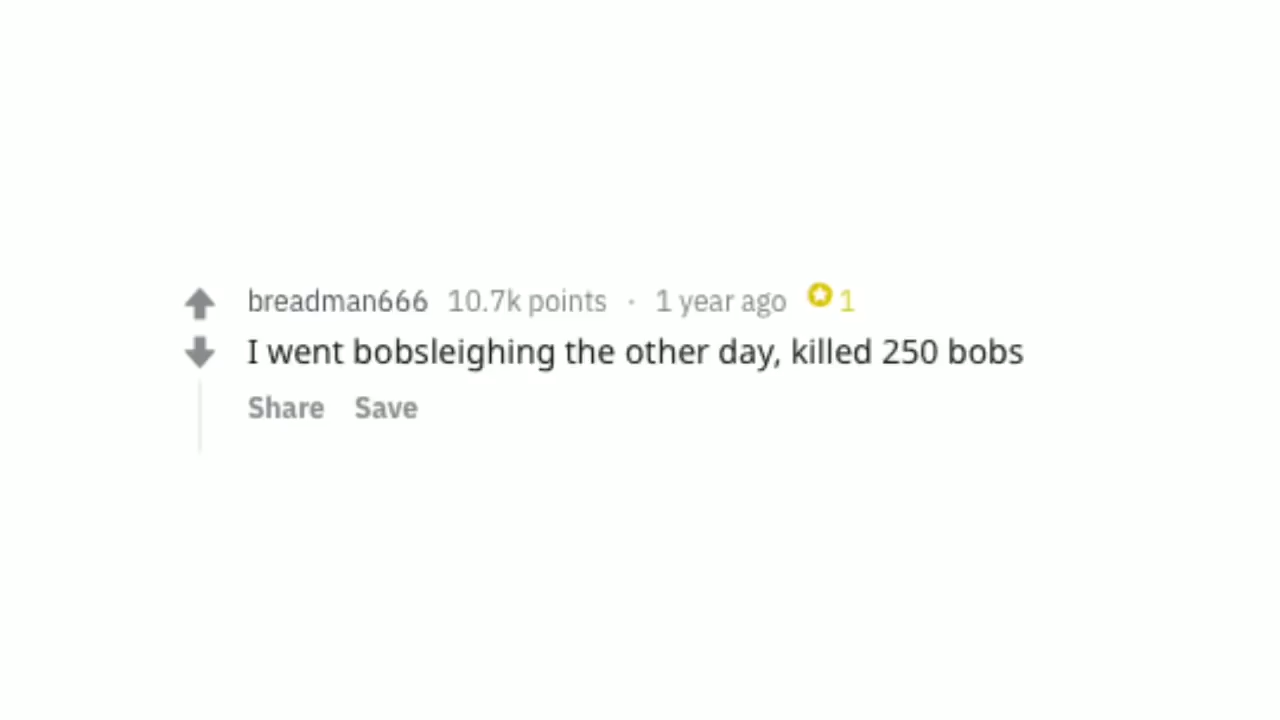 breadman666 10.7k points · 1 year ago 1
I went bobsleighing the other day, killed 250 bobs
Share Save